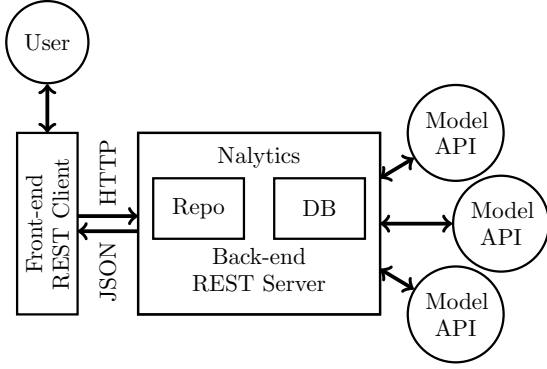 User
Front-end
REST Client
HTTP
JSON
Nalytics
Repo
DB
Back-end
REST Server
Model
API
Model
API
Model
API